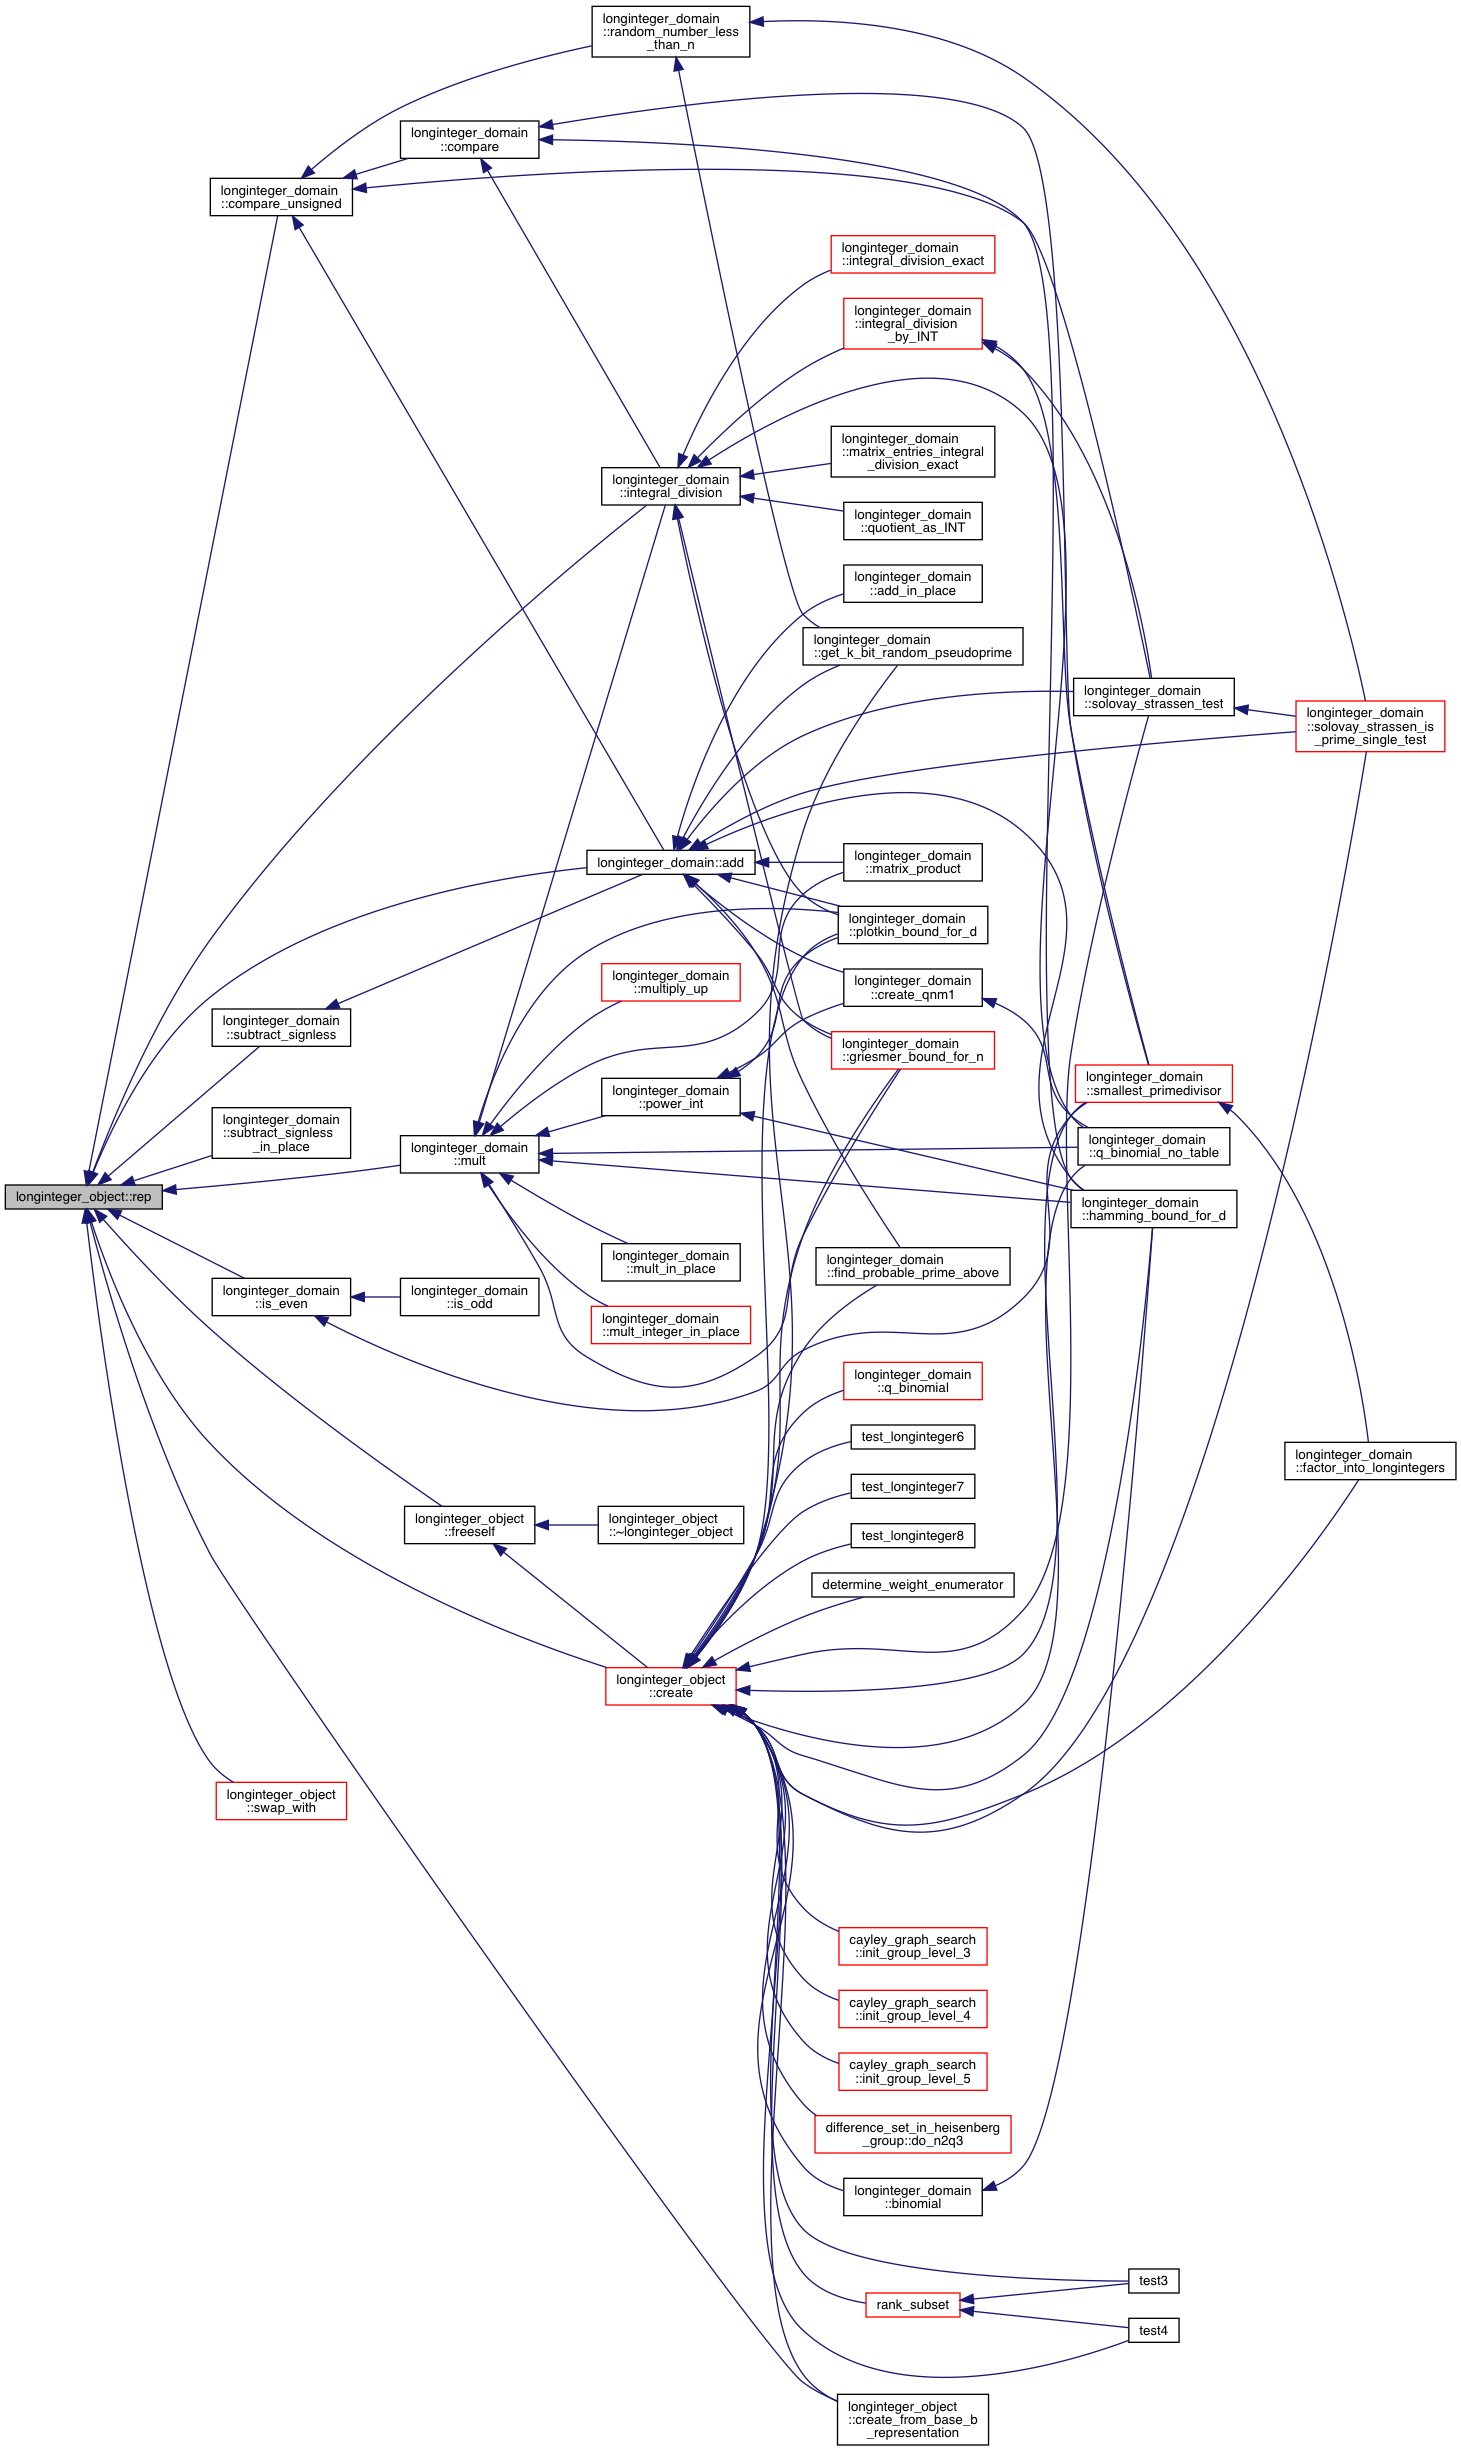 longinteger_domain
::random_number_less
_than_n
longinteger_domain
::compare
longinteger_domain
::compare_unsigned
longinteger_domain
::integral_division_exact
longinteger_domain
::integral_division
_by_INT
longinteger_domain
::matrix_entries_integral
_division_exact
longinteger_domain
::integral_division
longinteger_domain
::quotient_as_INT
longinteger_domain
::add_in_place
longinteger_domain
::get_k_bit_random_pseudoprime
longinteger_domain
::solovay_strassen_test
longinteger_domain
::solovay_strassen_is
_prime_single_test
longinteger_domain::add
longinteger_domain
::matrix_product
longinteger_domain
::plotkin_bound_for_d
longinteger_domain
::multiply_up
longinteger_domain
::create_qnm1
longinteger_domain
::subtract_signless
longinteger_domain
::griesmer_bound_for_n
longinteger_domain
::power_int
longinteger_domain
::smallest_primedivisor
longinteger_domain
::subtract_signless
_in_place
longinteger_domain
::mult
longinteger_domain
::q_binomial_no_table
longinteger_object::rep
longinteger_domain
::hamming_bound_for_d
longinteger_domain
::mult_in_place
longinteger_domain
::find_probable_prime_above
longinteger_domain
::is_even
longinteger_domain
::is_odd
longinteger_domain
::mult_integer_in_place
longinteger_domain
::q_binomial
test_longinteger6
longinteger_domain
::factor_into_longintegers
test_longinteger7
longinteger_object
::freeself
longinteger_object
::~longinteger_object
test_longinteger8
determine_weight_enumerator
longinteger_object
::create
longinteger_object
::swap_with
cayley_graph_search
::init_group_level_3
cayley_graph_search
::init_group_level_4
cayley_graph_search
::init_group_level_5
difference_set_in_heisenberg
_group::do_n2q3
longinteger_domain
::binomial
test3
rank_subset
test4
longinteger_object
::create_from_base_b
_representation